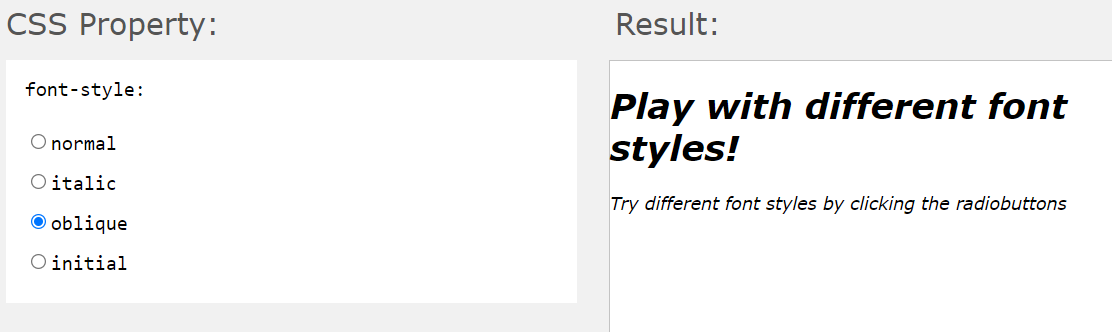 CSS Property:
font-style:
normal
italic
oblique
initial
Result:
Play with different font
styles!
Try different font styles by clicking the radiobuttons